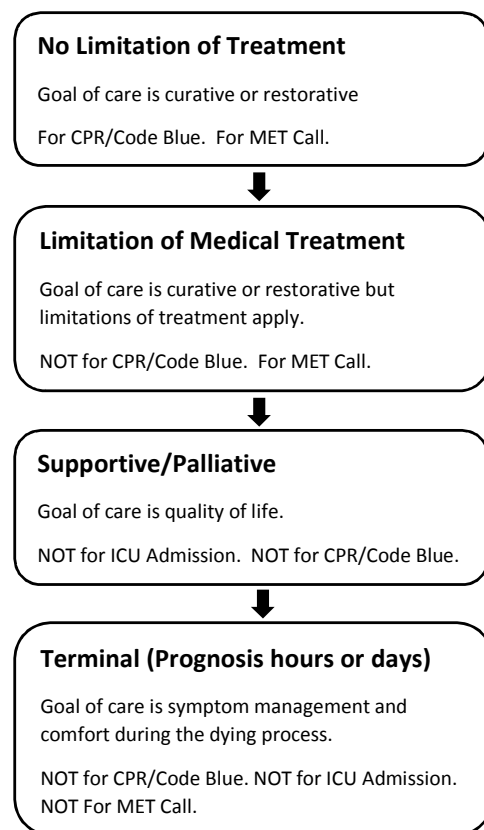 No Limitation of Treatment
Goal of care is curative or restorative
For CPR/Code Blue.  For MET Call.
Limitation of Medical Treatment
Goal of care is curative or restorative but
limitations of treatment apply.
NOT for CPR/Code Blue.  For MET Call.
Supportive/Palliative
Goal of care is quality of life.
NOT for ICU Admission.  NOT for CPR/Code Blue.
Terminal (Prognosis hours or days)
Goal of care is symptom management and
comfort during the dying process.
NOT for CPR/Code Blue. NOT for ICU Admission.
NOT For MET Call.